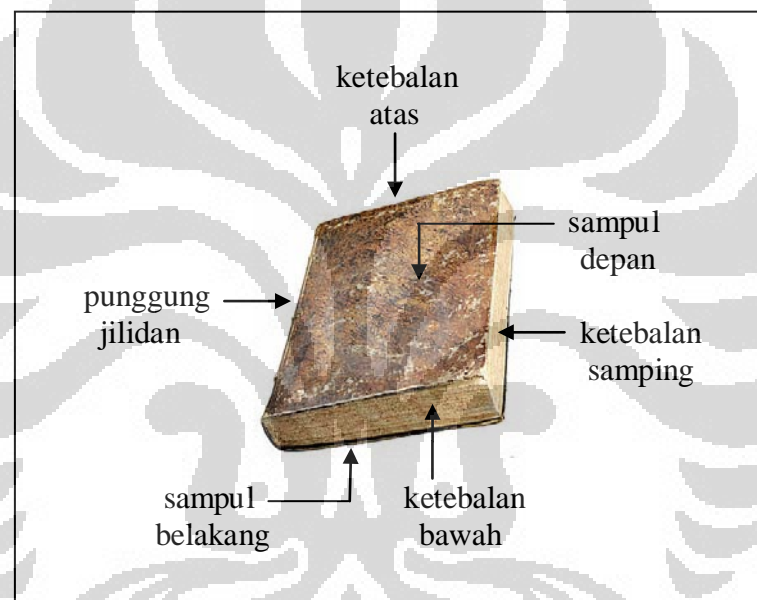 ketebalan
atas
sampul
depan
punggung
jilidan
ketebalan
samping
sampul
belakang
ketebalan
bawah